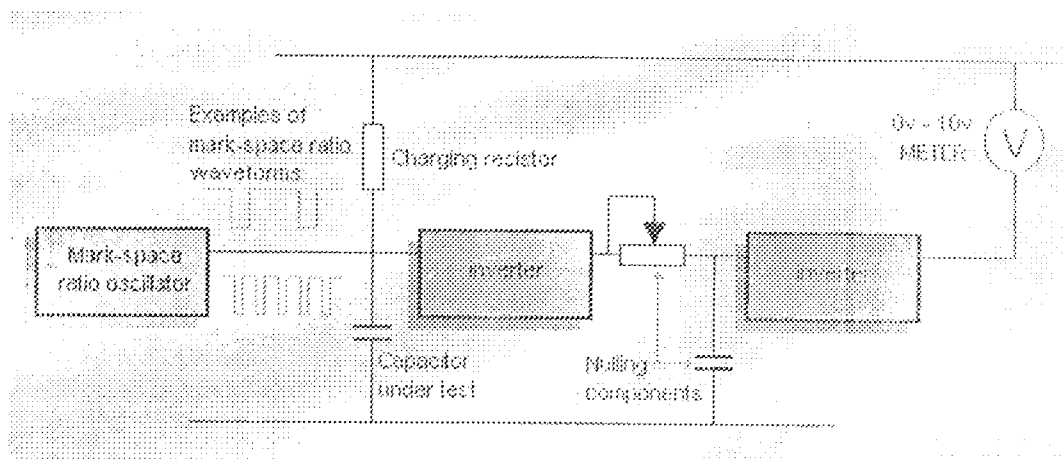 Examples of
mark-space ratio
waveforms:
Charging resistor
0v - 10v
METER
V
Mark-space
ratio oscillator
inverter
Capacitor
under test
Nulling
components